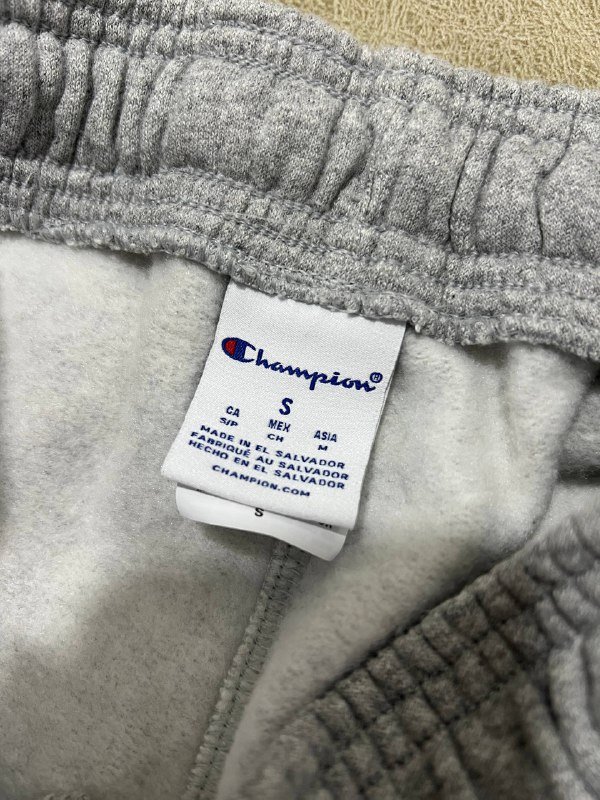 Champion®
S
CA MEX ASIA
S/P CH M
MADE IN EL SALVADOR
FABRIQUÉ AU SALVADOR
HECHO EN EL SALVADOR
CHAMPION.COM
S